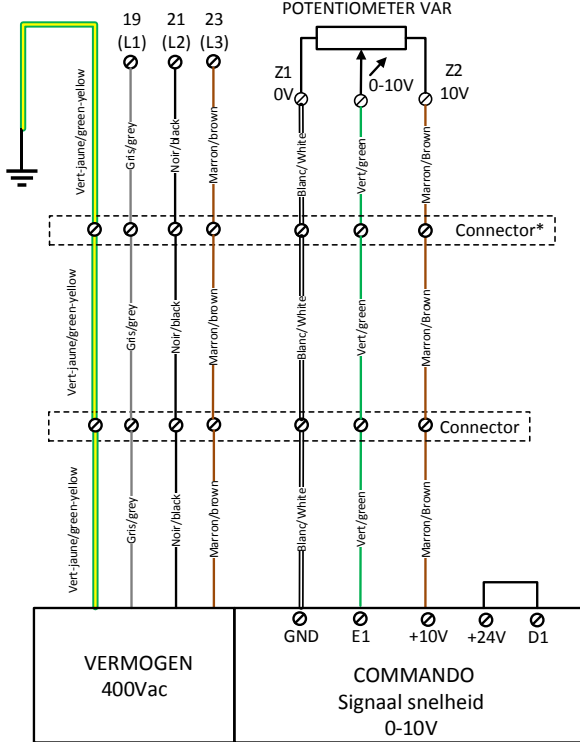 POTENTIOMETER VAR
19 21 23
(L1) (L2) (L3)
Z1
0V
0-10V
Z2
10V
Vert-jaune/green-yellow
Gris/grey
Noir/black
Marron/brown
Blanc/White
Vert/green
Marron/Brown
Connector*
Vert-jaune/green-yellow
Gris/grey
Noir/black
Marron/brown
Blanc/White
Vert/green
Marron/Brown
Connector
Vert-jaune/green-yellow
Gris/grey
Noir/black
Marron/brown
Blanc/White
Vert/green
Marron/Brown
GND E1 +10V +24V D1
VERMOGEN
400Vac
COMMANDO
Signaal snelheid
0-10V